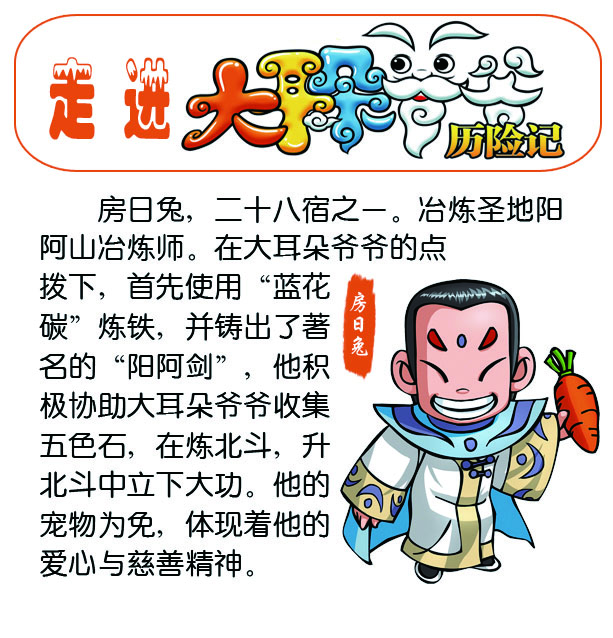 走进大耳朵爷爷历险记
房日兔，二十八宿之一。冶炼圣地阳
阿山冶炼师。在大耳朵爷爷的点
拨下，首先使用“蓝花
碳”炼铁，并铸出了著
名的“阳阿剑”，他积
极协助大耳朵爷爷收集
五色石，在炼北斗，升
北斗中立下大功。他的
宠物为免，体现着他的
爱心与慈善精神。
房日兔